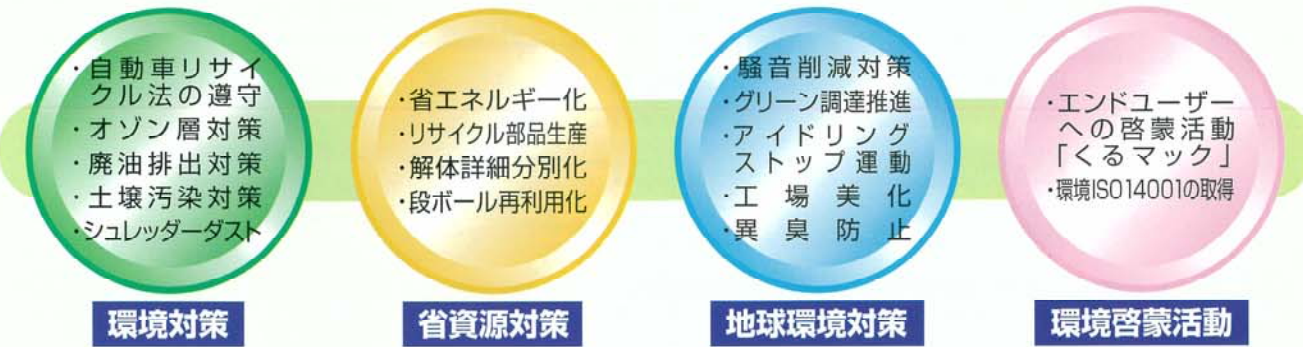 ・自動車リサイ
クル法の遵守
・オゾン層対策
・廃油排出対策
・土壌汚染対策
・シュレッダーダスト
環境対策
・省エネルギー化
・リサイクル部品生産
・解体詳細分別化
・段ボール再利用化
省資源対策
・騒音削減対策
・グリーン調達推進
・アイドリング
ストップ運動
・工場美化
・異臭防止
地球環境対策
・エンドユーザー
への啓蒙活動
「くるマック」
・環境ISO14001の取得
環境啓蒙活動